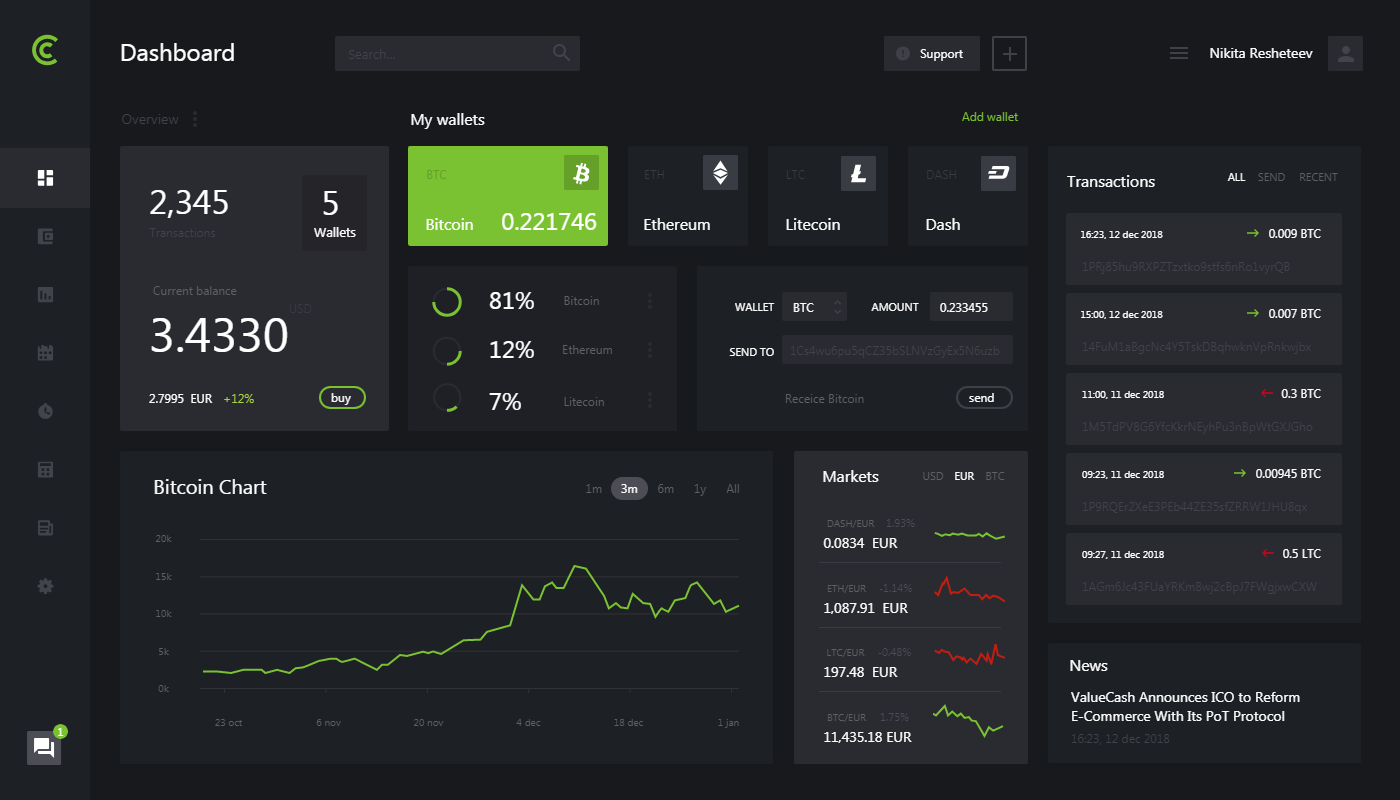 Dashboard
Search...
Support
Nikita Resheteev
Overview
2,345
Transactions
5
Wallets
Current balance
USD
3.4330
2.7995 EUR +12%
buy
My wallets
Add wallet
BTC
Bitcoin 0.221746
ETH
Ethereum
LTC
Litecoin
DASH
Dash
81% Bitcoin
12% Ethereum
7% Litecoin
WALLET BTC AMOUNT 0.233455
SEND TO 1Cs4wu6pu5qCZ35bSLNVzGyEx5N6uzb
Receice Bitcoin send
Bitcoin Chart
1m 3m 6m 1y All
20k
15k
10k
5k
0k
23 oct 6 nov 20 nov 4 dec 18 dec 1 jan
Markets
USD EUR BTC
DASH/EUR 1.93%
0.0834 EUR
ETH/EUR -1.14%
1,087.91 EUR
LTC/EUR -0.48%
197.48 EUR
BTC/EUR 1.75%
11,435.18 EUR
Transactions
ALL SEND RECENT
16:23, 12 dec 2018 → 0.009 BTC
1PRj85hu9RXPZTzxtko9stfs6nRo1vyrQB
15:00, 12 dec 2018 → 0.007 BTC
14FuM1aBgcNc4Y5TskD8qhwknVpRnkwjbx
11:00, 11 dec 2018 ← 0.3 BTC
1M5TdPV8G6YfcKkrNEyhPu3nBpWtGXJGho
09:23, 11 dec 2018 → 0.00945 BTC
1P9RQEr2XeE3PEb44ZE35sfZRRW1JHU8qx
09:27, 11 dec 2018 ← 0.5 LTC
1AGm6Jc43FUaYRKm8wj2cBpJ7FWgjxwCXW
News
ValueCash Announces ICO to Reform
E-Commerce With Its PoT Protocol
16:23, 12 dec 2018
1